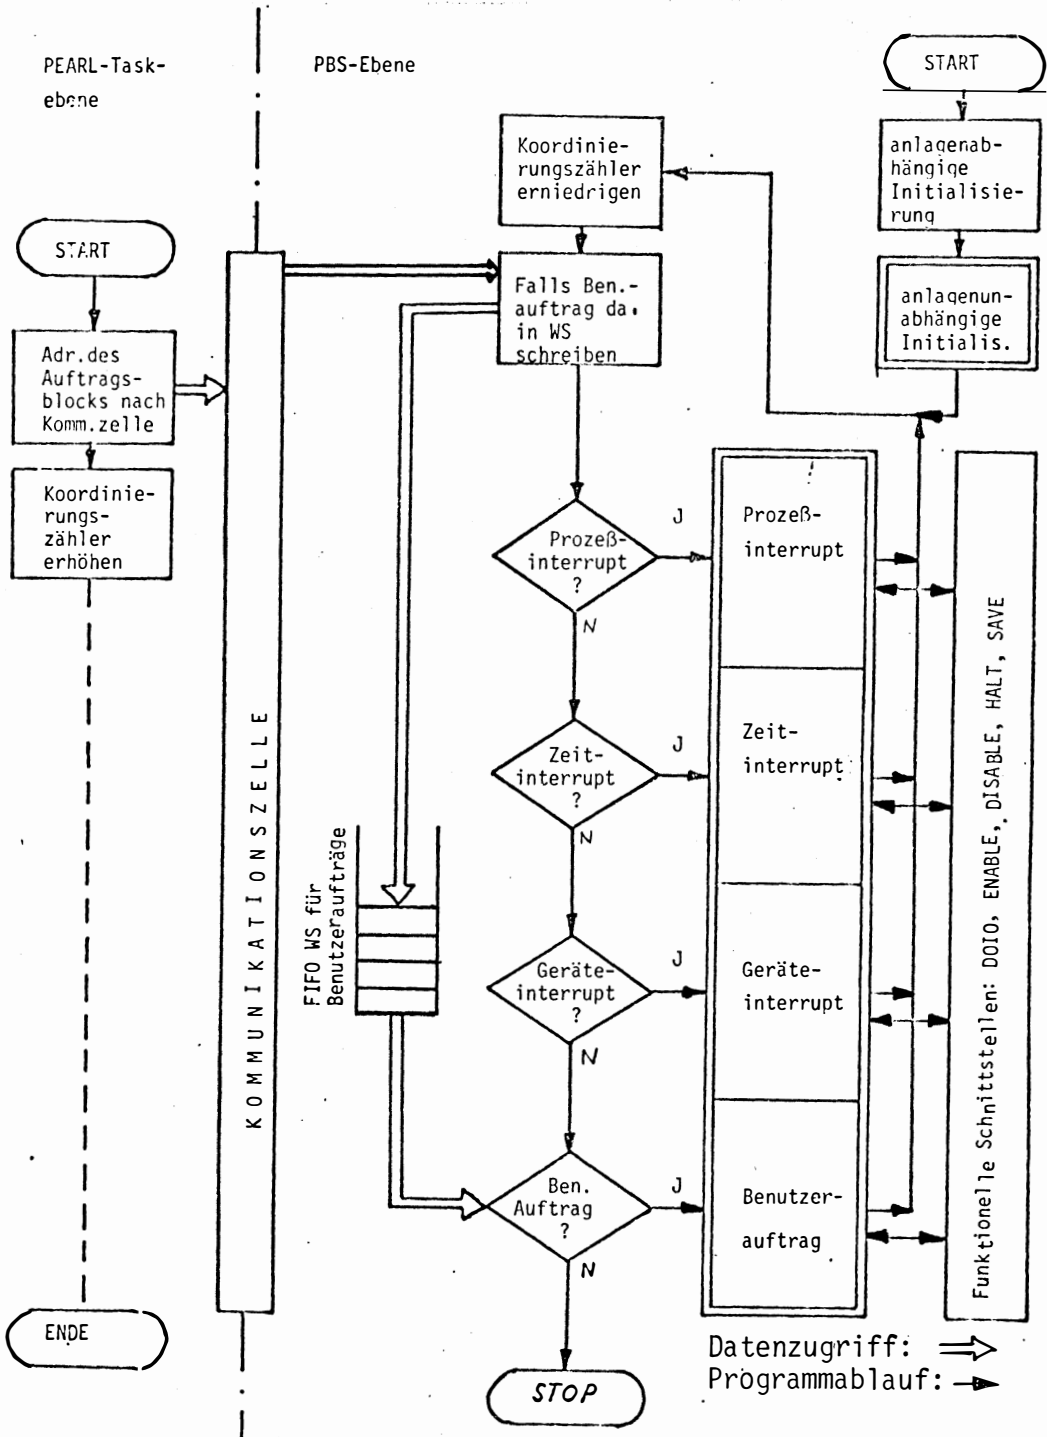 PEARL-Task-
ebene
PBS-Ebene
START
anlagenab-
hängige
Initialisie-
rung
anlagenun-
abhängige
Initialis.
Koordinie-
rungszähler
erniedrigen
Falls Ben.-
auftrag da.
in WS
schreiben
START
Adr.des
Auftrags-
blocks nach
Komm.zelle
Koordinie-
rungs-
zähler
erhöhen
ENDE
KOMMUNIKATIONSZELLE
FIFO WS für
Benutzeraufträge
Prozeß-
interrupt
?
J
N
Zeit-
interrupt
?
J
N
Geräte-
interrupt
?
J
N
Ben.
Auftrag
?
J
N
STOP
Prozeß-
interrupt
Zeit-
interrupt
Geräte-
interrupt
Benutzer-
auftrag
Funktionelle Schnittstellen: DOIO, ENABLE, DISABLE, HALT, SAVE
Datenzugriff:
Programmablauf: